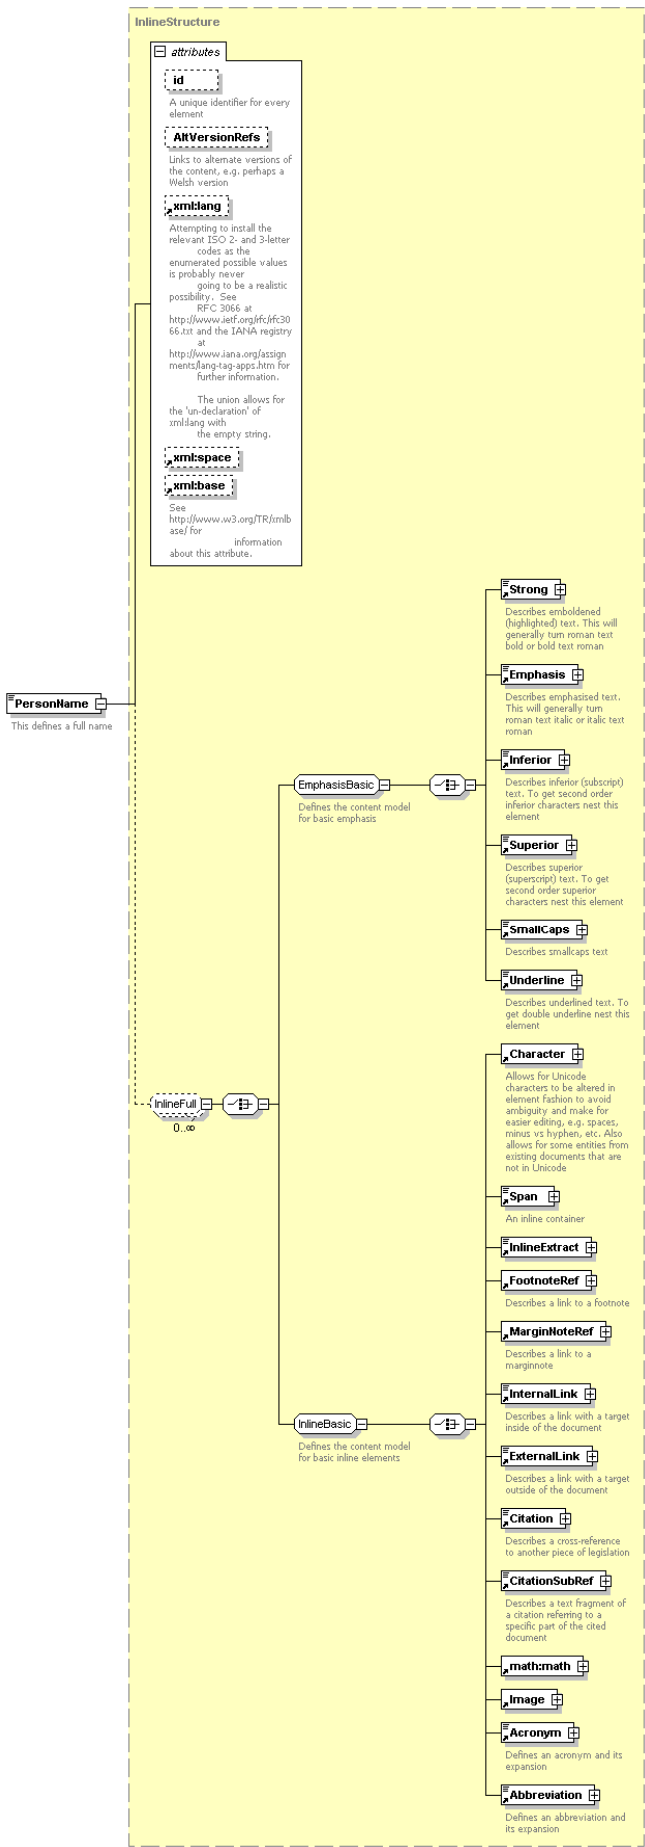 InlineStructure
attributes
id
A unique identifier for every
element
AltVersionRefs
Links to alternate versions of
the content, e.g. perhaps a
Welsh version
xml:lang
Attempting to install the
relevant ISO 2- and 3-letter
codes as the
enumerated possible values
is probably never
going to be a realistic
possibility.  See
RFC 3066 at
http://www.ietf.org/rfc/rfc30
66.txt and the IANA registry
at
http://www.iana.org/assign
ments/lang-tag-apps.htm for
further information.
The union allows for
the 'un-declaration' of
xml:lang with
the empty string.
xml:space
xml:base
See
http://www.w3.org/TR/xmlb
ase/ for
information
about this attribute.
PersonName
This defines a full name
InlineFull
0..∞
EmphasisBasic
Defines the content model
for basic emphasis
Strong
Describes emboldened
(highlighted) text. This will
generally turn roman text
bold or bold text roman
Emphasis
Describes emphasised text.
This will generally turn
roman text italic or italic text
roman
Inferior
Describes inferior (subscript)
text. To get second order
inferior characters nest this
element
Superior
Describes superior
(superscript) text. To get
second order superior
characters nest this element
SmallCaps
Describes smallcaps text
Underline
Describes underlined text. To
get double underline nest this
element
InlineBasic
Defines the content model
for basic inline elements
Character
Allows for Unicode
characters to be altered in
element fashion to avoid
ambiguity and make for
easier editing, e.g. spaces,
minus vs hyphen, etc. Also
allows for some entities from
existing documents that are
not in Unicode
Span
An inline container
InlineExtract
FootnoteRef
Describes a link to a footnote
MarginNoteRef
Describes a link to a
marginnote
InternalLink
Describes a link with a target
inside of the document
ExternalLink
Describes a link with a target
outside of the document
Citation
Describes a cross-reference
to another piece of legislation
CitationSubRef
Describes a text fragment of
a citation referring to a
specific part of the cited
document
math:math
Image
Acronym
Defines an acronym and its
expansion
Abbreviation
Defines an abbreviation and
its expansion